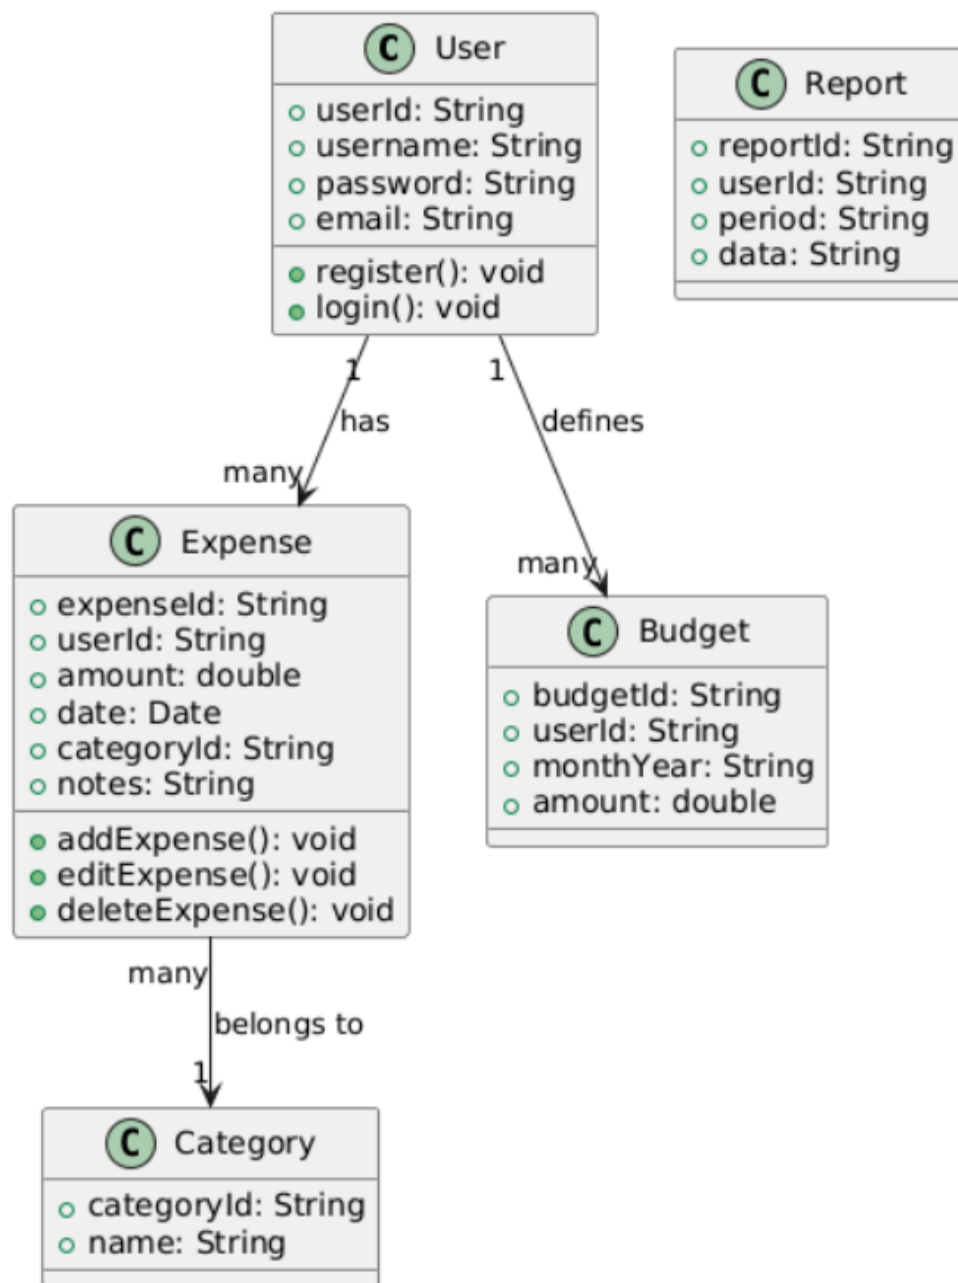 C User
userId: String
username: String
password: String
email: String
register(): void
login(): void
C Report
reportId: String
userId: String
period: String
data: String
1
has
many
1
defines
many
C Expense
expenseId: String
userId: String
amount: double
date: Date
categoryId: String
notes: String
addExpense(): void
editExpense(): void
deleteExpense(): void
C Budget
budgetId: String
userId: String
monthYear: String
amount: double
many
belongs to
1
C Category
categoryId: String
name: String